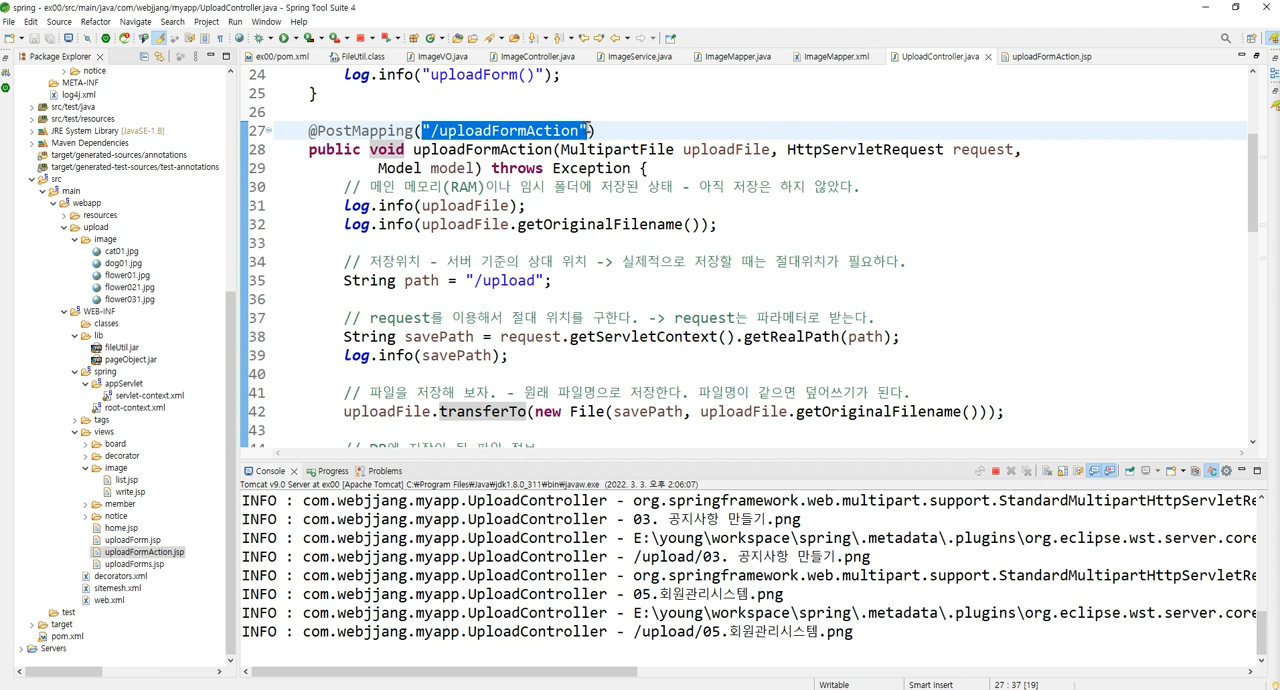 spring - ex00/src/main/java/com/webjjang/myapp/UploadController.java - Spring Tool Suite 4
File Edit Source Refactor Navigate Search Project Run Window Help
Package Explorer
ex00/pom.xml FileUtil.class ImageVO.java ImageController.java ImageService.java ImageMapper.java ImageMapper.xml UploadController.java uploadFormAction.jsp
notice
META-INF
log4j.xml
src/test/java
src/test/resources
JRE System Library [JavaSE-1.8]
Maven Dependencies
target/generated-sources/annotations
target/generated-test-sources/test-annotations
src
main
webapp
resources
upload
image
cat01.jpg
dog01.jpg
flower01.jpg
flower021.jpg
flower031.jpg
WEB-INF
classes
lib
fileUtil.jar
pageObject.jar
spring
appServlet
servlet-context.xml
root-context.xml
tags
views
board
decorator
image
list.jsp
write.jsp
member
notice
home.jsp
uploadForm.jsp
uploadFormAction.jsp
uploadForms.jsp
decorators.xml
sitemesh.xml
web.xml
test
target
pom.xml
Servers
24 log.info("uploadForm()");
25 }
26
27 @PostMapping("/uploadFormAction")
28 public void uploadFormAction(MultipartFile uploadFile, HttpServletRequest request,
29 Model model) throws Exception {
30 // 메인 메모리(RAM)이나 임시 폴더에 저장된 상태 - 아직 저장은 하지 않았다.
31 log.info(uploadFile);
32 log.info(uploadFile.getOriginalFilename());
33
34 // 저장위치 - 서버 기준의 상대 위치 -> 실제적으로 저장할 때는 절대위치가 필요하다.
35 String path = "/upload";
36
37 // request를 이용해서 절대 위치를 구한다. -> request는 파라메터로 받는다.
38 String savePath = request.getServletContext().getRealPath(path);
39 log.info(savePath);
40
41 // 파일을 저장해 보자. - 원래 파일명으로 저장한다. 파일명이 같으면 덮어쓰기가 된다.
42 uploadFile.transferTo(new File(savePath, uploadFile.getOriginalFilename()));
43
44 // DB에 저장이 될 파일 정보
Console Progress Problems
Tomcat v9.0 Server at ex00 [Apache Tomcat] C:₩Program Files₩Java₩jdk1.8.0_311₩bin₩javaw.exe (2022. 3. 3. 오후 2:06:07)
INFO : com.webjjang.myapp.UploadController - org.springframework.web.multipart.support.StandardMultipartHttpServletRe
INFO : com.webjjang.myapp.UploadController - 03. 공지사항 만들기.png
INFO : com.webjjang.myapp.UploadController - E:\young\workspace\spring\.metadata\.plugins\org.eclipse.wst.server.core
INFO : com.webjjang.myapp.UploadController - /upload/03. 공지사항 만들기.png
INFO : com.webjjang.myapp.UploadController - org.springframework.web.multipart.support.StandardMultipartHttpServletRe
INFO : com.webjjang.myapp.UploadController - 05.회원관리시스템.png
INFO : com.webjjang.myapp.UploadController - E:\young\workspace\spring\.metadata\.plugins\org.eclipse.wst.server.core
INFO : com.webjjang.myapp.UploadController - /upload/05.회원관리시스템.png
Writable Smart Insert 27 : 37 [19]